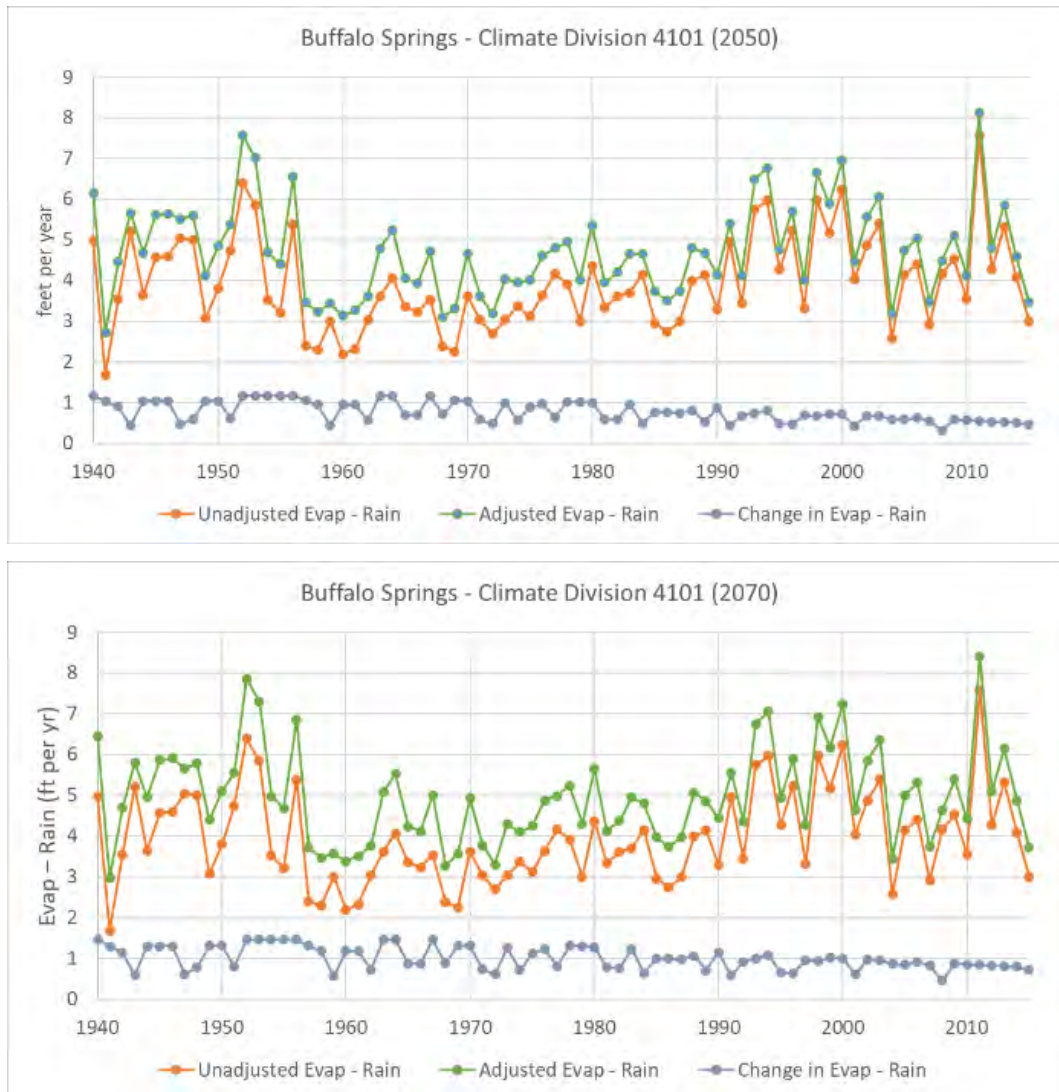 Buffalo Springs - Climate Division 4101 (2050)
feet per year
9
8
7
6
5
4
3
2
1
0
1940 1950 1960 1970 1980 1990 2000 2010
Unadjusted Evap - Rain Adjusted Evap - Rain Change in Evap - Rain
Buffalo Springs - Climate Division 4101 (2070)
Evap – Rain (ft per yr)
9
8
7
6
5
4
3
2
1
0
1940 1950 1960 1970 1980 1990 2000 2010
Unadjusted Evap - Rain Adjusted Evap - Rain Change in Evap - Rain